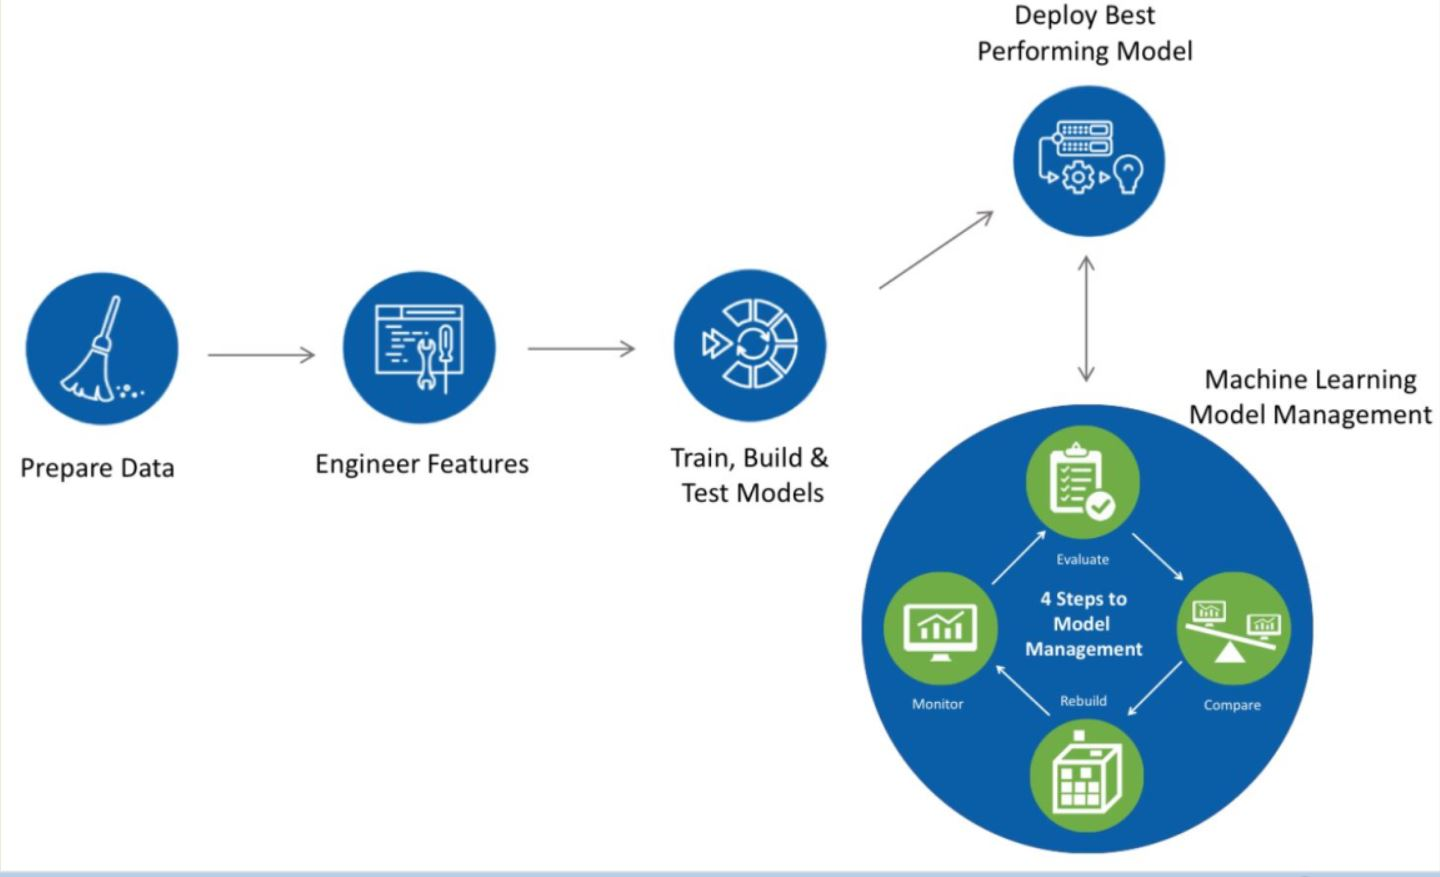 Deploy Best
Performing Model
Prepare Data
Engineer Features
Train, Build &
Test Models
Machine Learning
Model Management
Evaluate
4 Steps to
Model
Management
Monitor
Rebuild
Compare